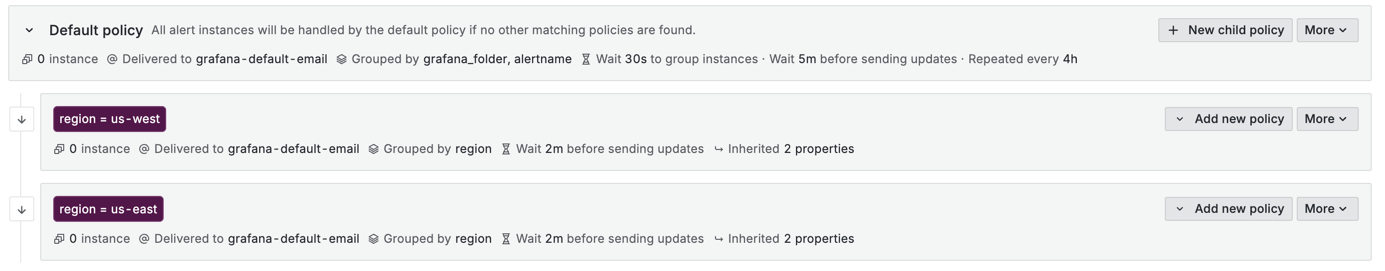 Default policy All alert instances will be handled by the default policy if no other matching policies are found. New child policy More
0 instance Delivered to grafana-default-email Grouped by grafana_folder, alertname Wait 30s to group instances · Wait 5m before sending updates · Repeated every 4h
region = us-west Add new policy More
0 instance @ Delivered to grafana-default-email Grouped by region Wait 2m before sending updates Inherited 2 properties
region = us-east Add new policy More
0 instance @ Delivered to grafana-default-email Grouped by region Wait 2m before sending updates Inherited 2 properties